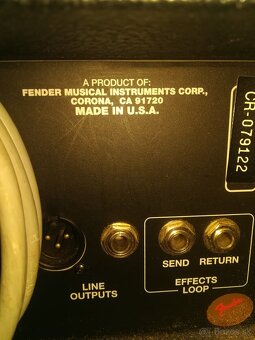 A PRODUCT OF:
FENDER MUSICAL INSTRUMENTS CORP.,
CORONA, CA 91720
MADE IN U.S.A.
CR-079122
SEND RETURN
LINE
OUTPUTS
EFFECTS
LOOP
Fender